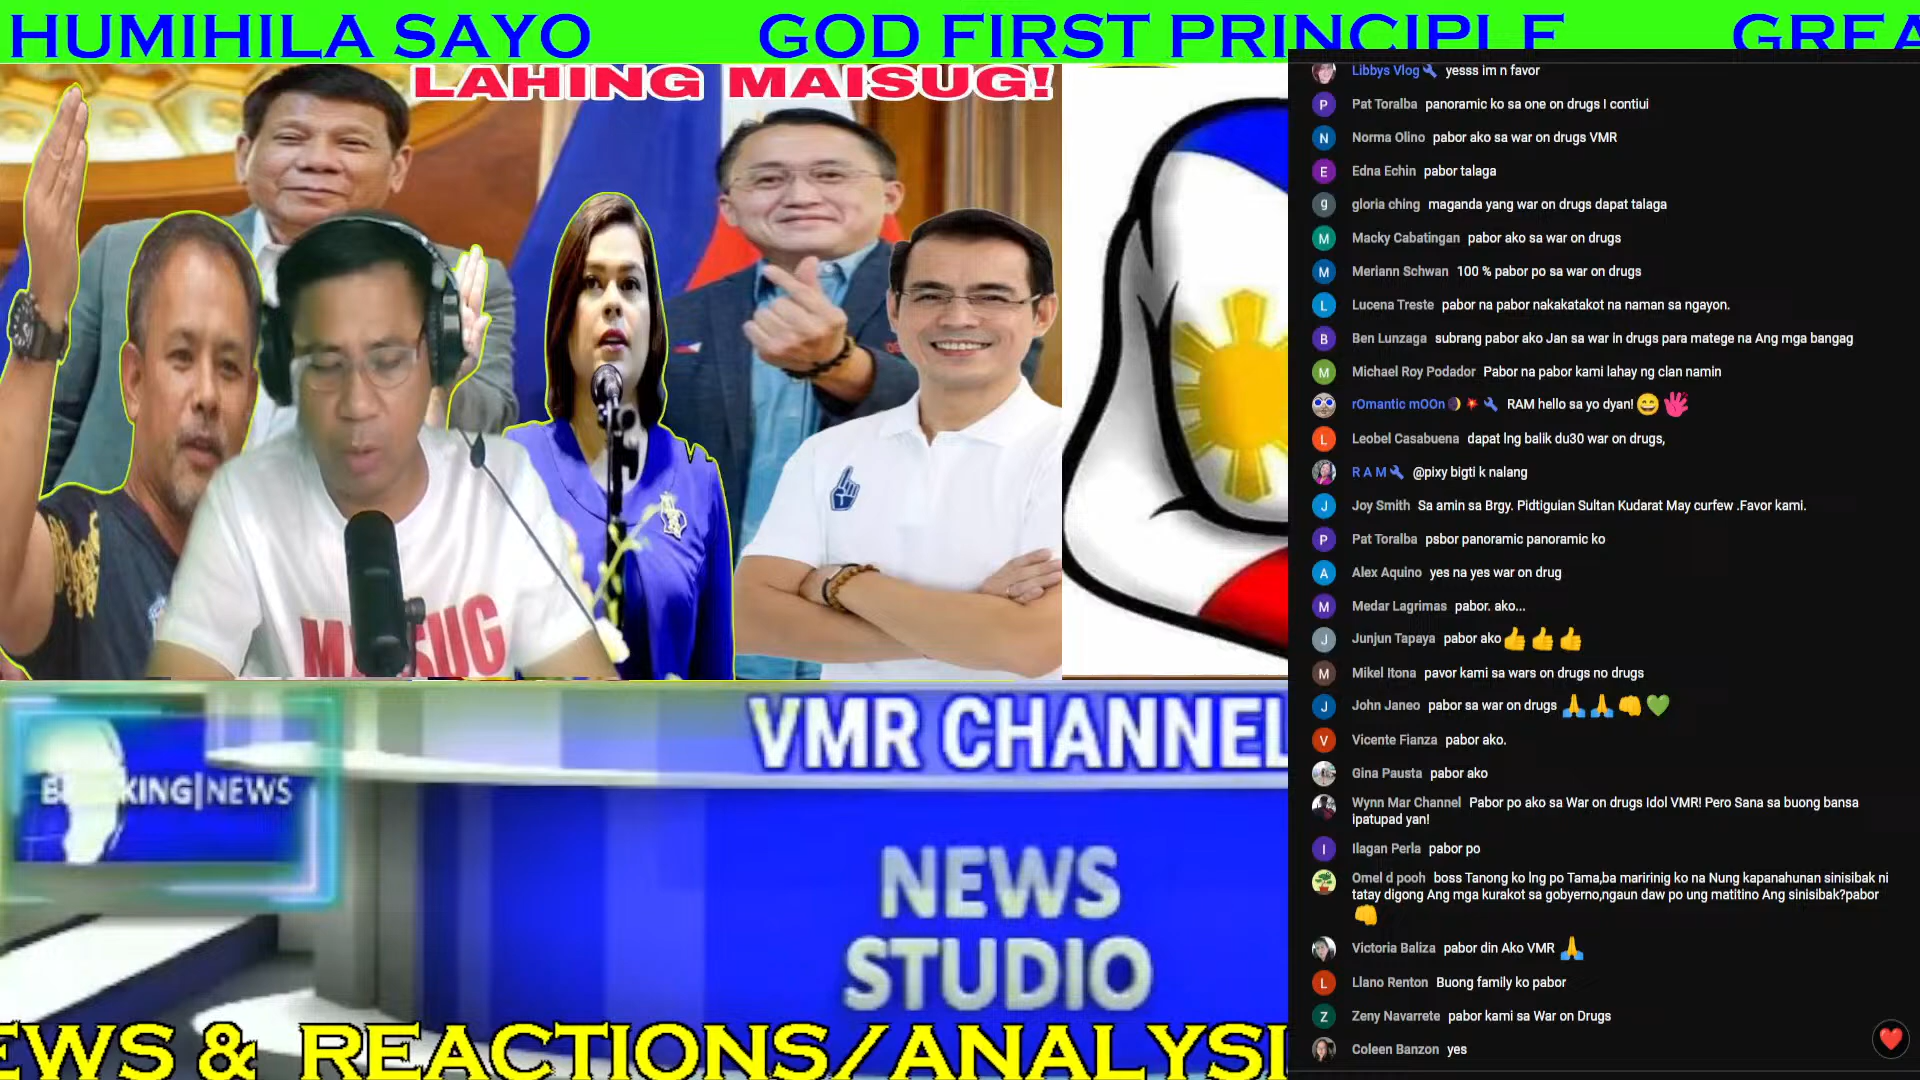 HUMIHILA SAYO GOD FIRST PRINCIPLE GREA
LAHING MAISUG!
VMR CHANNEL
NEWS
NEWS
STUDIO
EWS & REACTIONS/ANALYSI
Libbys Vlog yesss im n favor
Pat Toralba panoramic ko sa one on drugs I contiui
Norma Olino pabor ako sa war on drugs VMR
Edna Echin pabor talaga
gloria ching maganda yang war on drugs dapat talaga
Macky Cabatingan pabor ako sa war on drugs
Meriann Schwan 100 % pabor po sa war on drugs
Lucena Treste pabor na pabor nakakatakot na naman sa ngayon.
Ben Lunzaga subrang pabor ako Jan sa war in drugs para matege na Ang mga bangag
Michael Roy Podador Pabor na pabor kami lahay ng clan namin
rOmantic mOOn🌒💥 RAM hello sa yo dyan!😄
Leobel Casabuena dapat lng balik du30 war on drugs,
R A M @pixy bigti k nalang
Joy Smith Sa amin sa Brgy. Pidtiguian Sultan Kudarat May curfew .Favor kami.
Pat Toralba psbor panoramic panoramic ko
Alex Aquino yes na yes war on drug
Medar Lagrimas pabor. ako...
Junjun Tapaya pabor ako👍👍👍
Mikel Itona pavor kami sa wars on drugs no drugs
John Janeo pabor sa war on drugs 🙏🙏👊💚
Vicente Fianza pabor ako.
Gina Pausta pabor ako
Wynn Mar Channel Pabor po ako sa War on drugs Idol VMR! Pero Sana sa buong bansa
ipatupad yan!
Ilagan Perla pabor po
Omel d pooh boss Tanong ko lng po Tama,ba maririnig ko na Nung kapanahunan sinisibak ni
tatay digong Ang mga kurakot sa gobyerno,ngaun daw po ung matitino Ang sinisibak?pabor
👊
Victoria Baliza pabor din Ako VMR 🙏
Llano Renton Buong family ko pabor
Zeny Navarrete pabor kami sa War on Drugs
Coleen Banzon yes